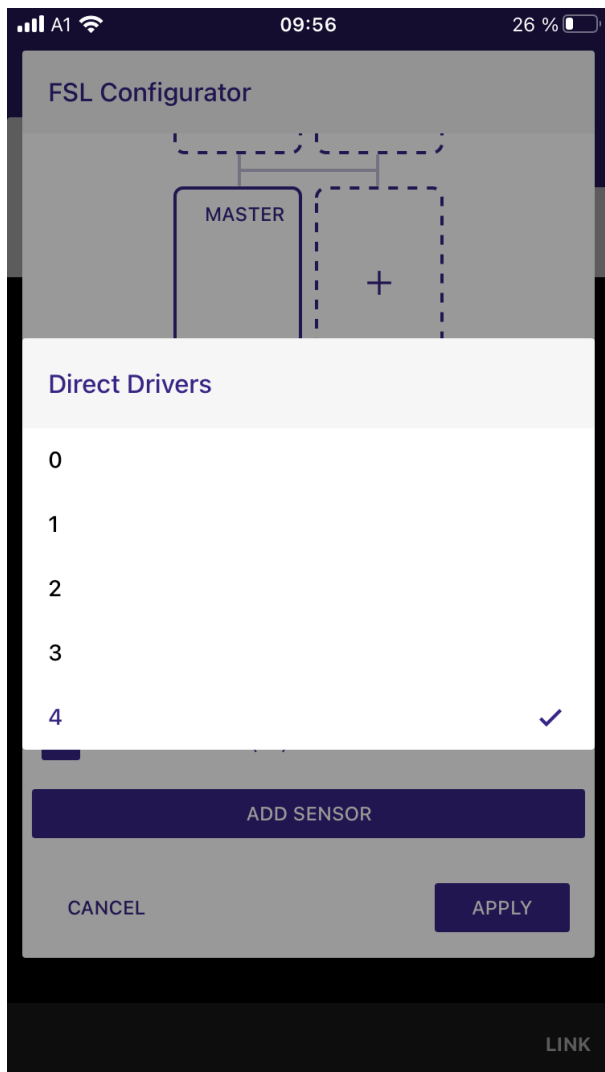 A1 09:56 26 %
FSL Configurator
MASTER
+
Direct Drivers
0
1
2
3
4
ADD SENSOR
CANCEL APPLY
LINK